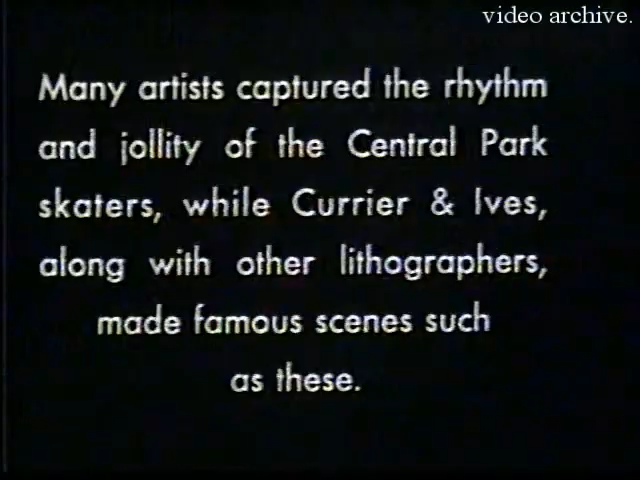 video archive.
Many artists captured the rhythm
and jollity of the Central Park
skaters, while Currier & Ives,
along with other lithographers,
made famous scenes such
as these.